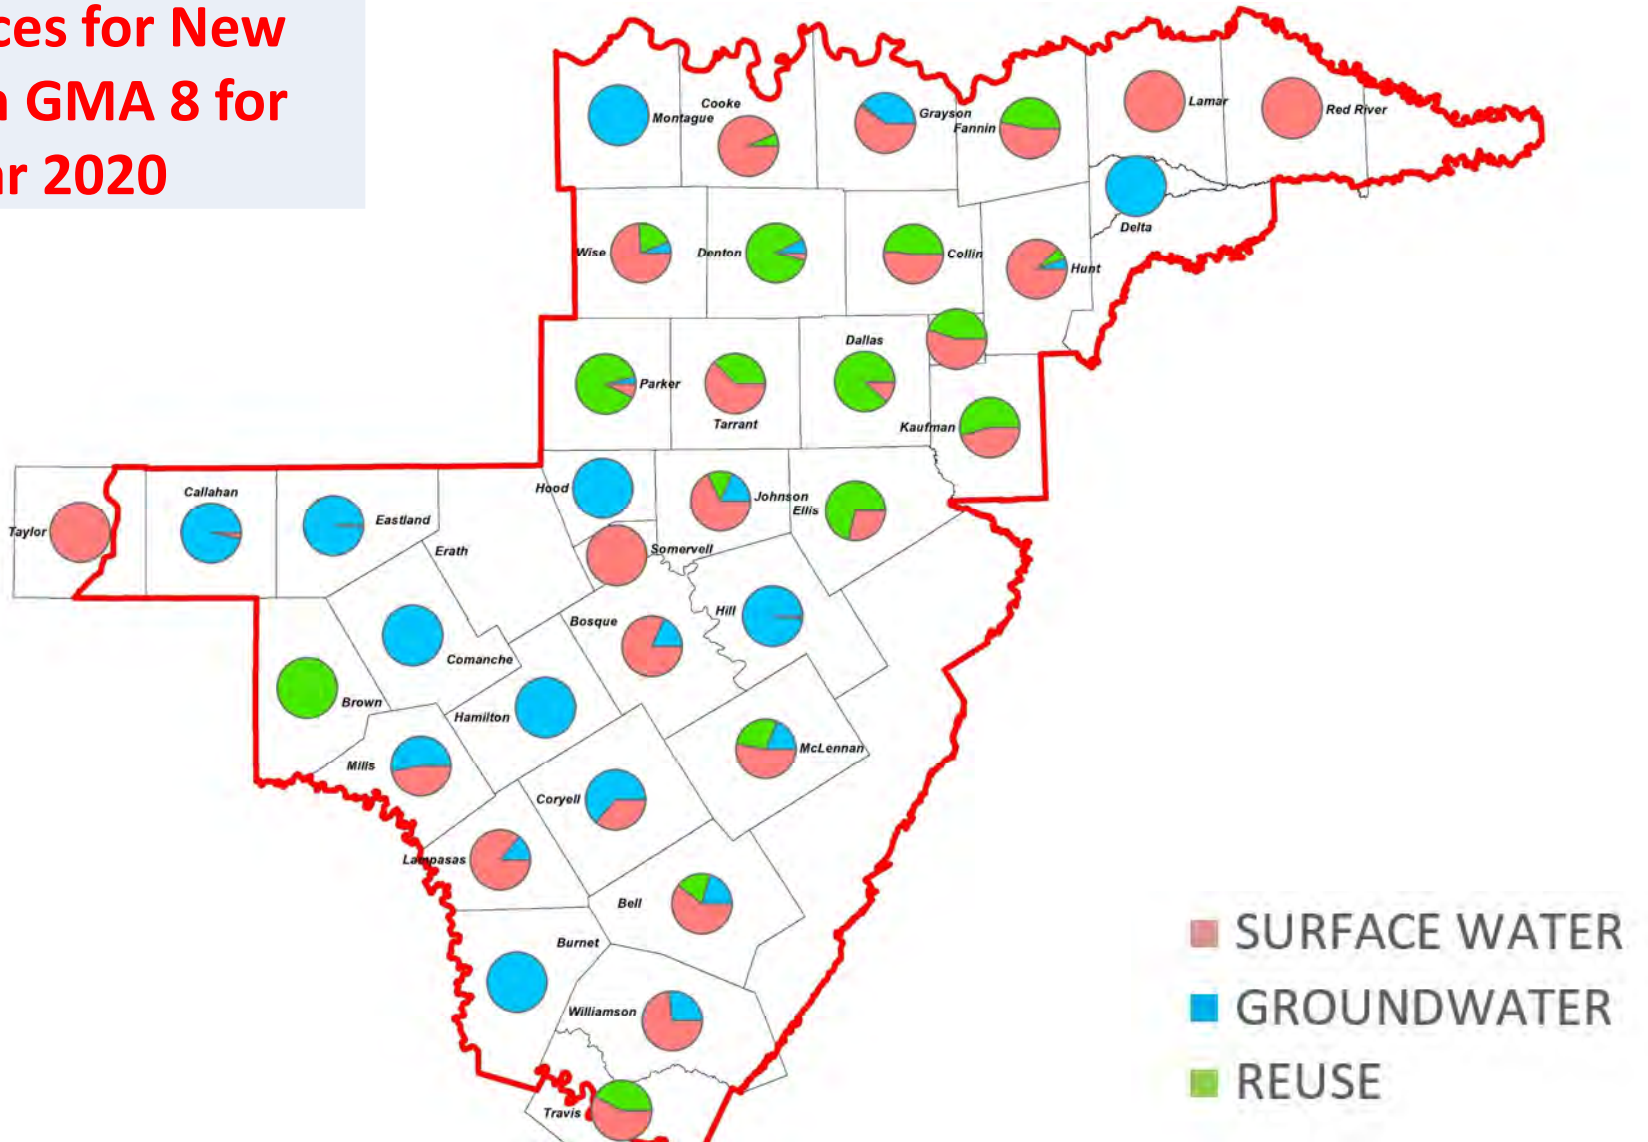 ces for New
GMA 8 for
2020
Cooke
Montague
Grayson
Fannin
Lamar
Red River
Delta
Wise
Denton
Collin
Hunt
Dallas
Parker
Tarrant
Kaufman
Hood
Johnson
Ellis
Callahan
Eastland
Taylor
Erath
Somervell
Bosque
Hill
Comanche
Brown
Hamilton
McLennan
Mills
Coryell
Lampasas
Bell
Burnet
Williamson
Travis
SURFACE WATER
GROUNDWATER
REUSE